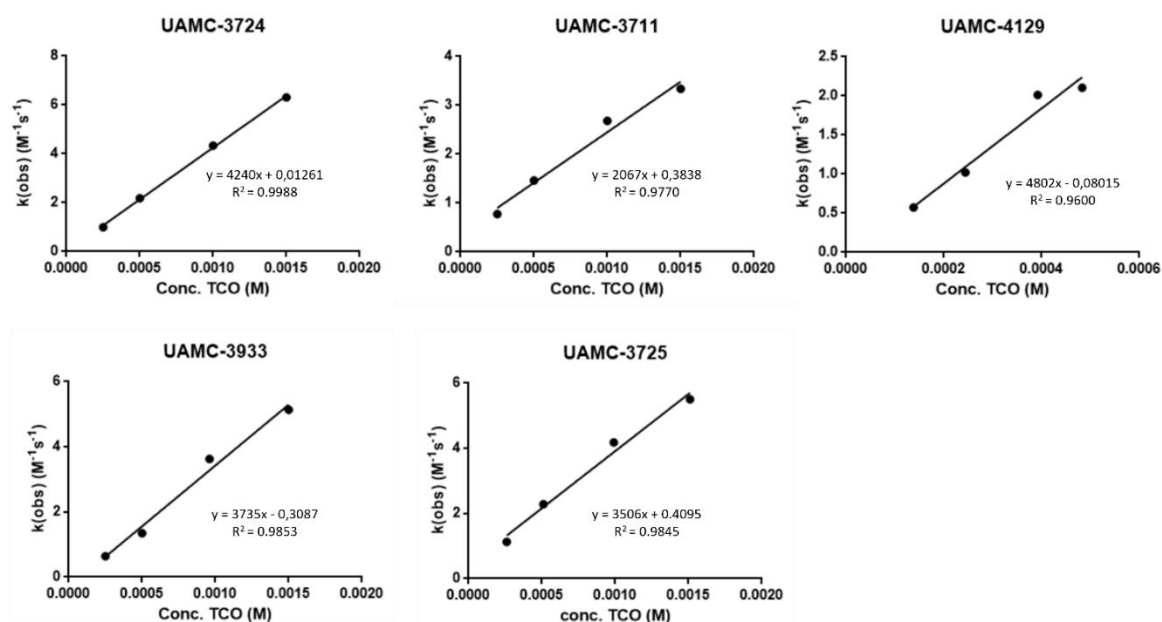 UAMC-3724
8
6
4
2
0
k(obs) (M⁻¹s⁻¹)
y = 4240x + 0,01261
R² = 0.9988
0.0000 0.0005 0.0010 0.0015 0.0020
Conc. TCO (M)
UAMC-3711
4
3
2
1
0
k(obs) (M⁻¹s⁻¹)
y = 2067x + 0,3838
R² = 0.9770
0.0000 0.0005 0.0010 0.0015 0.0020
Conc. TCO (M)
UAMC-4129
2.5
2.0
1.5
1.0
0.5
0.0
k(obs) (M⁻¹s⁻¹)
y = 4802x - 0,08015
R² = 0.9600
0.0000 0.0002 0.0004 0.0006
Conc. TCO (M)
UAMC-3933
6
4
2
0
k(obs) (M⁻¹s⁻¹)
y = 3735x - 0,3087
R² = 0.9853
0.0000 0.0005 0.0010 0.0015 0.0020
Conc. TCO (M)
UAMC-3725
6
4
2
0
k(obs) (M⁻¹s⁻¹)
y = 3506x + 0.4095
R² = 0.9845
0.0000 0.0005 0.0010 0.0015 0.0020
conc. TCO (M)